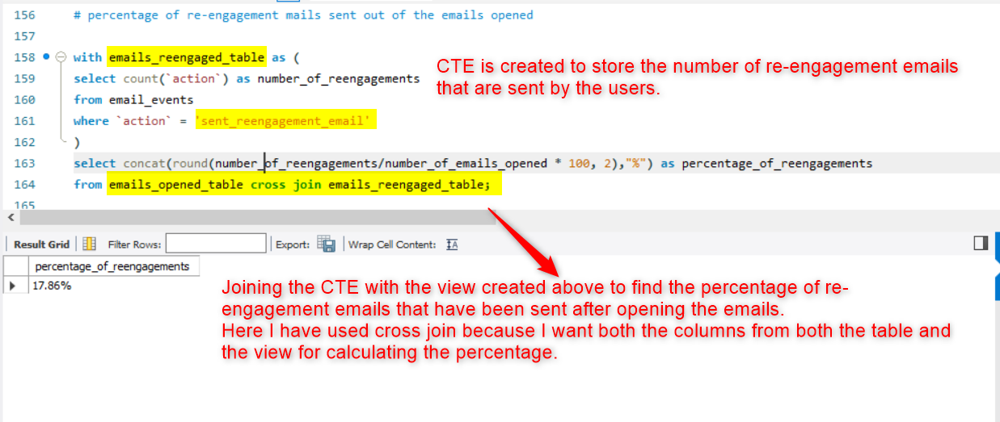 156 # percentage of re-engagement mails sent out of the emails opened
157
158 with emails_reengaged_table as (
159 select count(`action`) as number_of_reengagements
160 from email_events
161 where `action` = 'sent_reengagement_email'
162 )
163 select concat(round(number_of_reengagements/number_of_emails_opened * 100, 2),"%") as percentage_of_reengagements
164 from emails_opened_table cross join emails_reengaged_table;
165
CTE is created to store the number of re-engagement emails
that are sent by the users.
Result Grid Filter Rows: Export: Wrap Cell Content:
percentage_of_reengagements
17.86%
Joining the CTE with the view created above to find the percentage of re-
engagement emails that have been sent after opening the emails.
Here I have used cross join because I want both the columns from both the table and
the view for calculating the percentage.